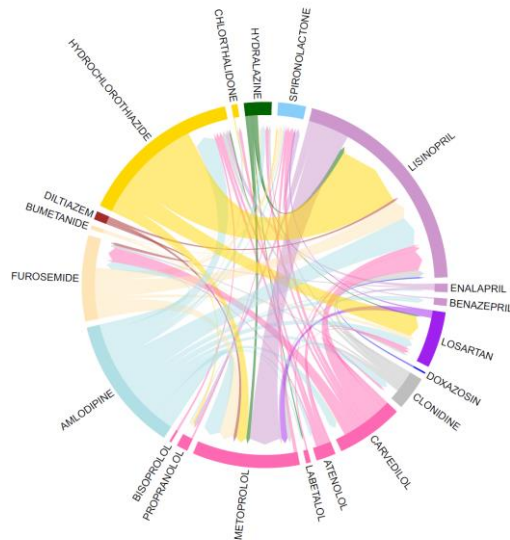 CHLORTHALIDONE
HYDRALAZINE
SPIRONOLACTONE
HYDROCHLOROTHIAZIDE
LISINOPRIL
DILTIAZEM
BUMETANIDE
FUROSEMIDE
ENALAPRIL
BENAZEPRIL
LOSARTAN
DOXAZOSIN
CLONIDINE
AMLODIPINE
CARVEDILOL
BISOPROLOL
PROPRANOLOL
METOPROLOL
LABETALOL
ATENOLOL